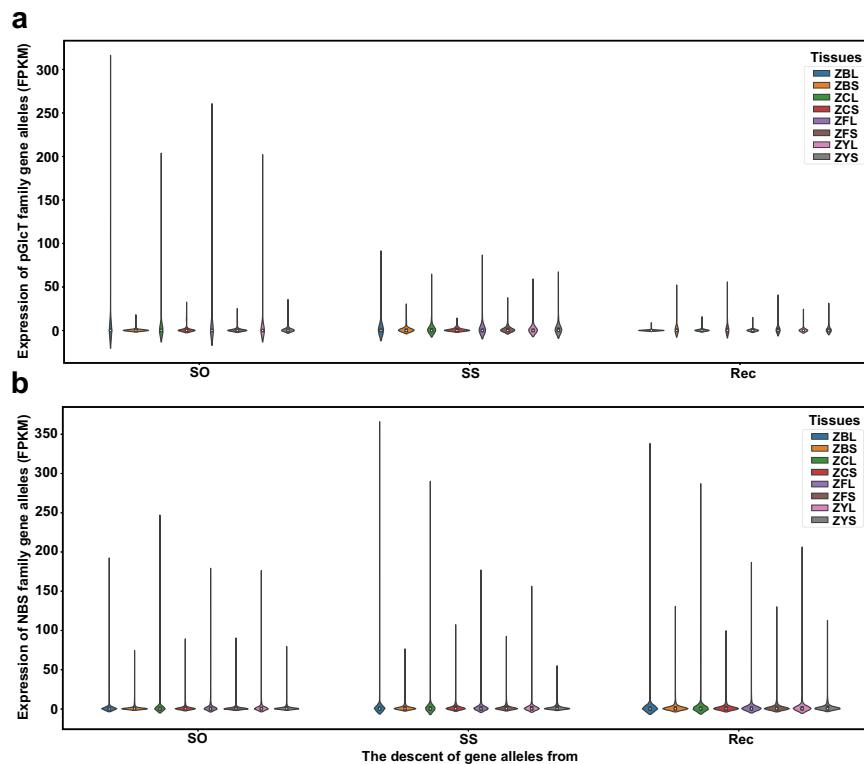 a
Expression of pGlcT family gene alleles (FPKM)
300
250
200
150
100
50
0
Tissues
ZBL
ZBS
ZCL
ZCS
ZFL
ZFS
ZYL
ZYS
SO
SS
Rec
b
Expression of NBS family gene alleles (FPKM)
350
300
250
200
150
100
50
0
Tissues
ZBL
ZBS
ZCL
ZCS
ZFL
ZFS
ZYL
ZYS
SO
SS
Rec
The descent of gene alleles from